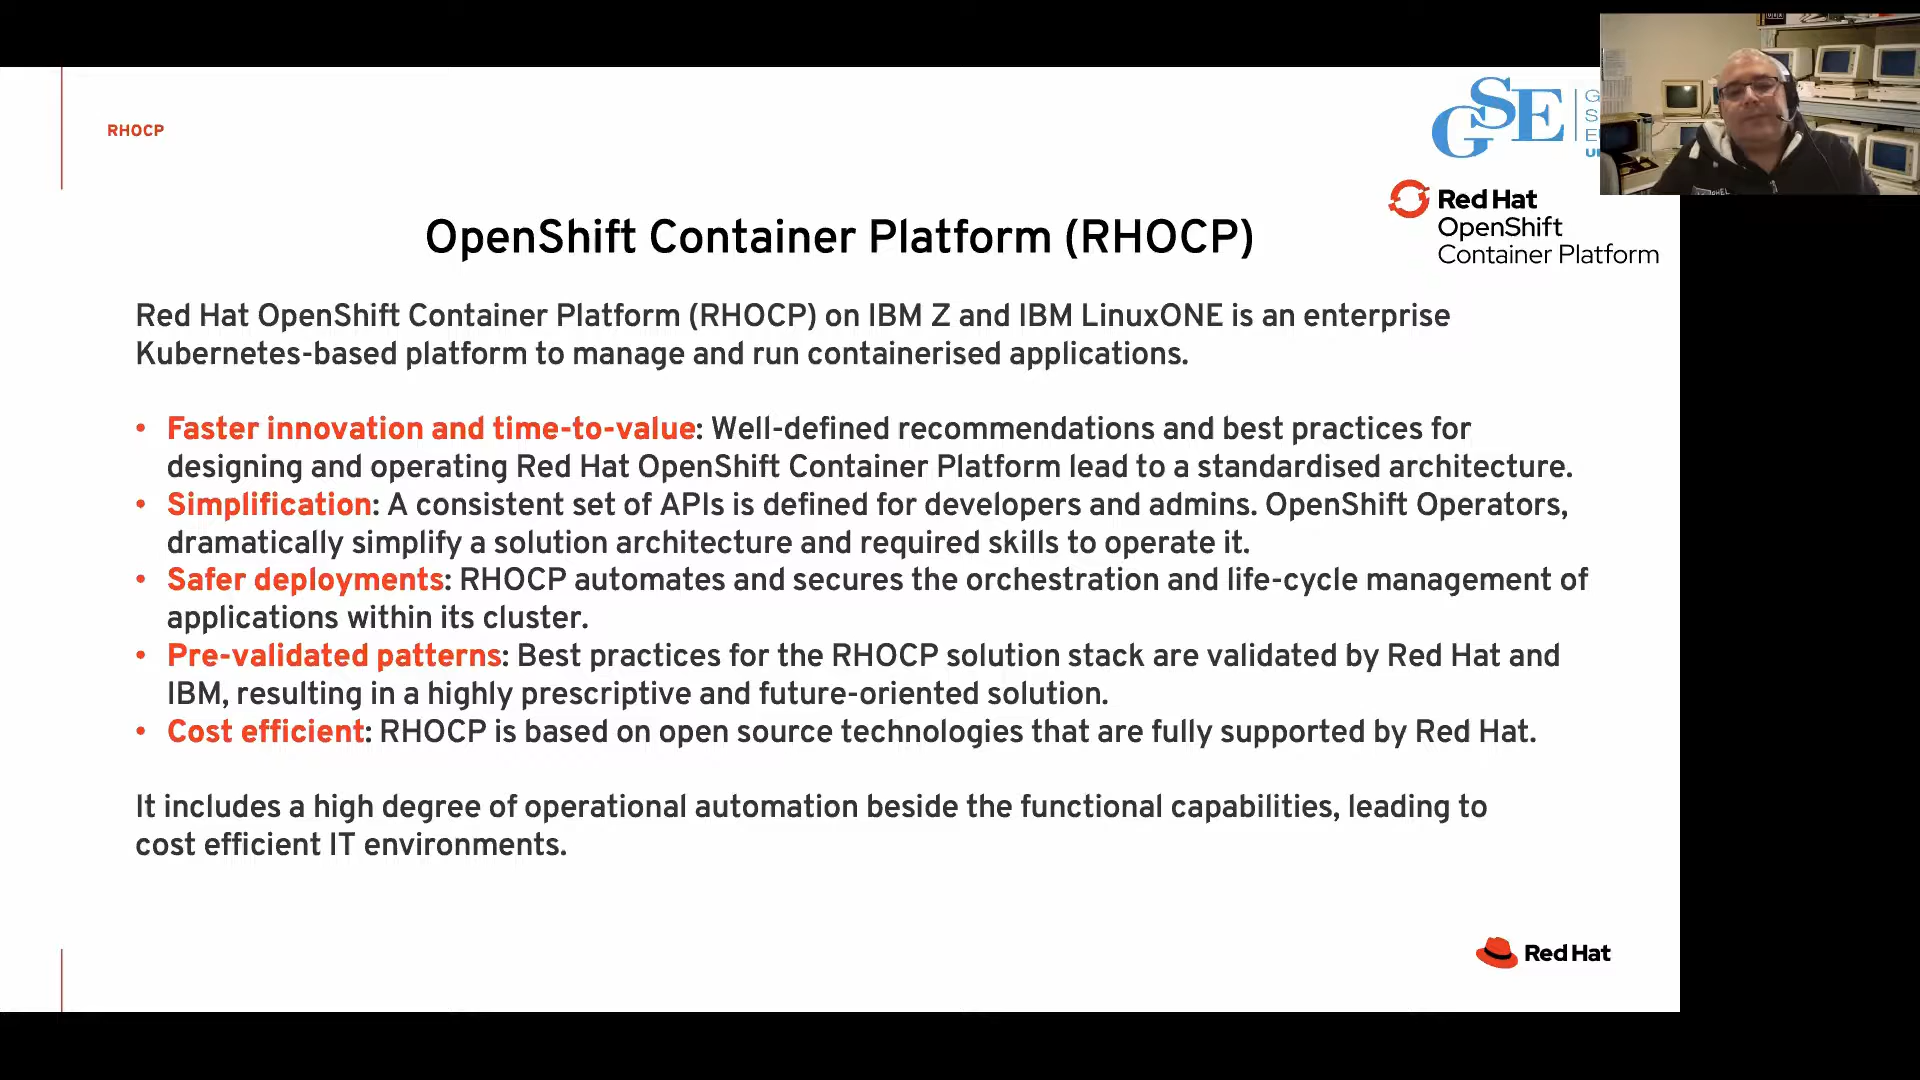 RHOCP
GSE
G
S
E
Red Hat
OpenShift
Container Platform
OpenShift Container Platform (RHOCP)
Red Hat OpenShift Container Platform (RHOCP) on IBM Z and IBM LinuxONE is an enterprise
Kubernetes-based platform to manage and run containerised applications.
• Faster innovation and time-to-value: Well-defined recommendations and best practices for
designing and operating Red Hat OpenShift Container Platform lead to a standardised architecture.
• Simplification: A consistent set of APIs is defined for developers and admins. OpenShift Operators,
dramatically simplify a solution architecture and required skills to operate it.
• Safer deployments: RHOCP automates and secures the orchestration and life-cycle management of
applications within its cluster.
• Pre-validated patterns: Best practices for the RHOCP solution stack are validated by Red Hat and
IBM, resulting in a highly prescriptive and future-oriented solution.
• Cost efficient: RHOCP is based on open source technologies that are fully supported by Red Hat.
It includes a high degree of operational automation beside the functional capabilities, leading to
cost efficient IT environments.
Red Hat